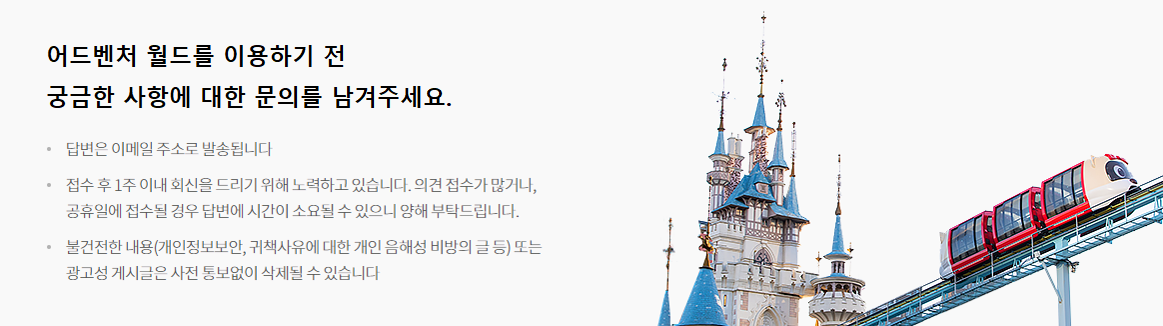 어드벤처 월드를 이용하기 전
궁금한 사항에 대한 문의를 남겨주세요.
답변은 이메일 주소로 발송됩니다
접수 후 1주 이내 회신을 드리기 위해 노력하고 있습니다. 의견 접수가 많거나,
공휴일에 접수될 경우 답변에 시간이 소요될 수 있으니 양해 부탁드립니다.
불건전한 내용(개인정보보안, 귀책사유에 대한 개인 음해성 비방의 글 등) 또는
광고성 게시글은 사전 통보없이 삭제될 수 있습니다